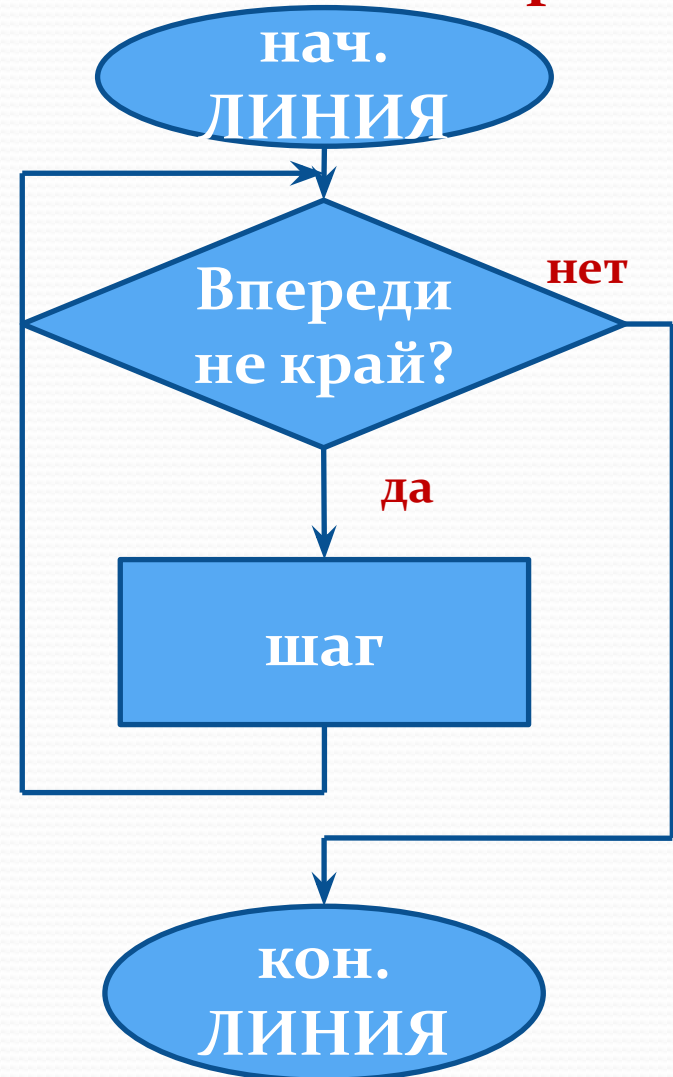 нач.
ЛИНИЯ
Впереди
не край?
нет
да
шаг
кон.
ЛИНИЯ